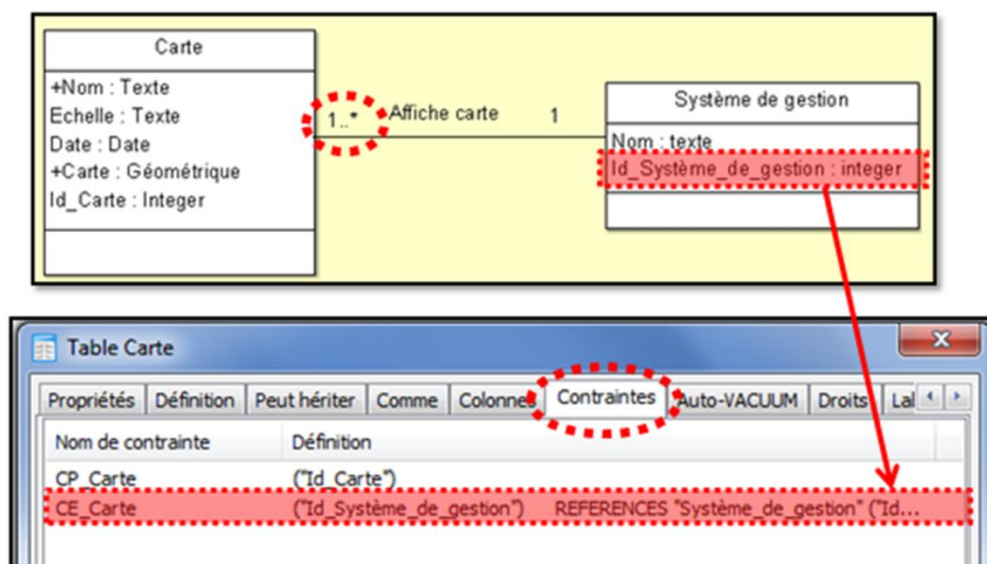 Carte
+Nom : Texte
Echelle : Texte
Date : Date
+Carte : Géométrique
Id_Carte : Integer
1..* Affiche carte 1
Système de gestion
Nom : texte
Id_Système_de_gestion : integer
Table Carte
Propriétés Définition Peut hériter Comme Colonnes Contraintes Auto-VACUUM Droits Lal
Nom de contrainte Définition
CP_Carte ("Id_Carte")
CE_Carte ("Id_Système_de_gestion") REFERENCES "Système_de_gestion" ("Id...